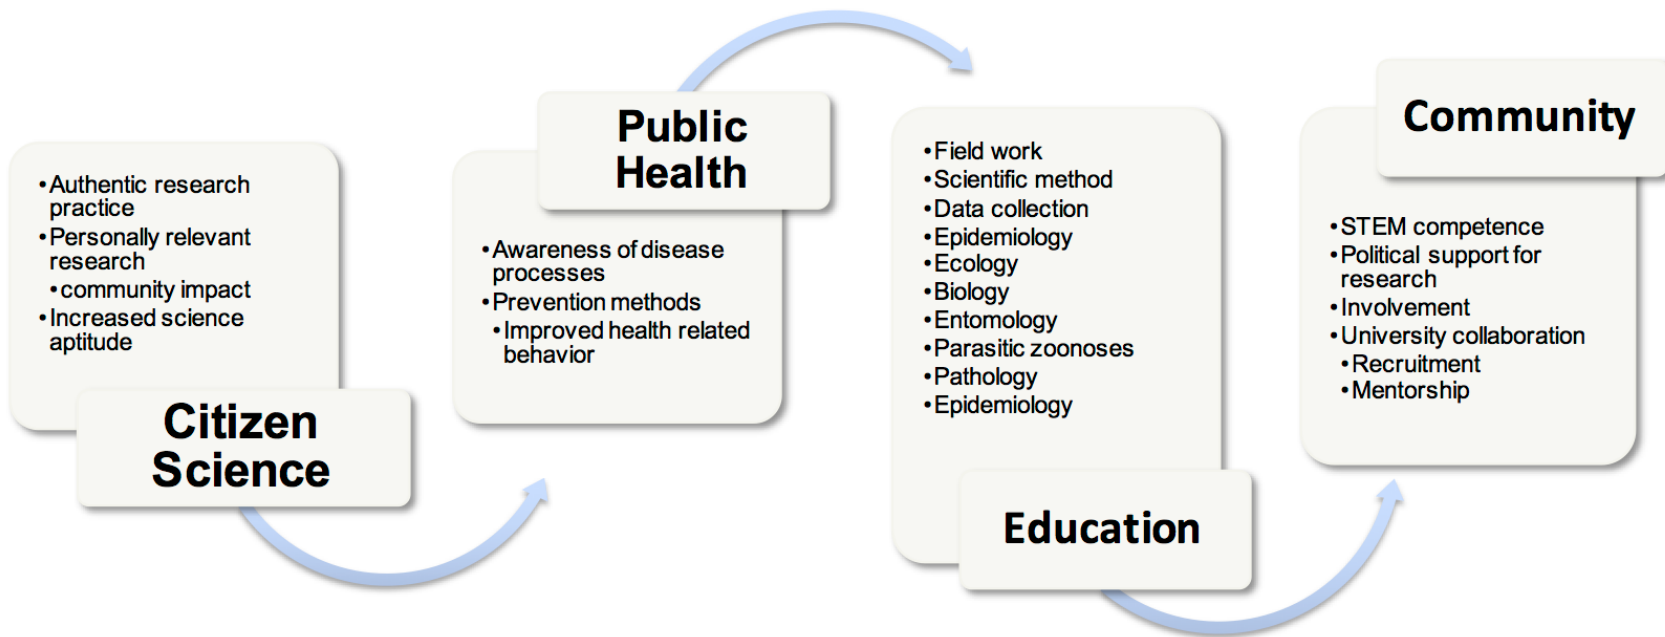 •Authentic research
practice
•Personally relevant
research
•community impact
•Increased science
aptitude
Citizen
Science
Public
Health
•Awareness of disease
processes
•Prevention methods
•Improved health related
behavior
•Field work
•Scientific method
•Data collection
•Epidemiology
•Ecology
•Biology
•Entomology
•Parasitic zoonoses
•Pathology
•Epidemiology
Education
Community
•STEM competence
•Political support for
research
•Involvement
•University collaboration
•Recruitment
•Mentorship